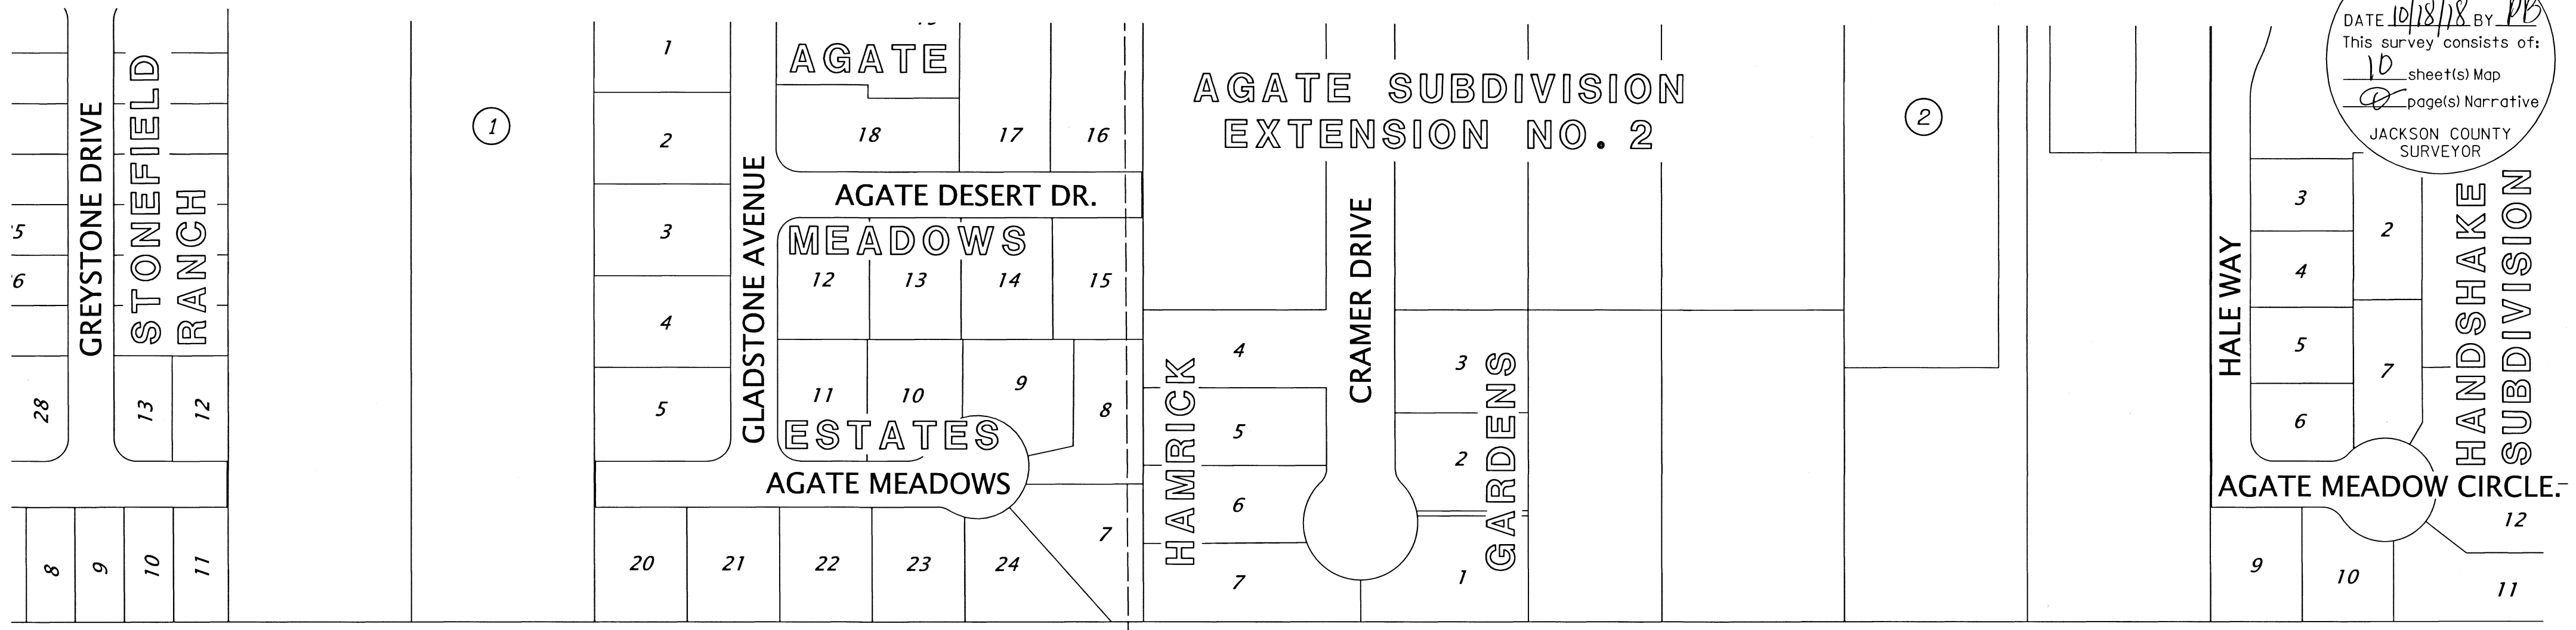 GREYSTONE DRIVE
STONEFIELD
RANCH
28
13
12
8
9
10
11
1
1
2
3
4
5
GLADSTONE AVENUE
AGATE
18
17
16
AGATE DESERT DR.
MEADOWS
12
13
14
15
11
10
9
8
ESTATES
AGATE MEADOWS
7
20
21
22
23
24
AGATE SUBDIVISION
EXTENSION NO. 2
HAMRICK
4
5
6
7
CRAMER DRIVE
3
2
1
GARDENS
2
HALE WAY
3
4
5
6
2
7
HANDSHAKE
SUBDIVISION
AGATE MEADOW CIRCLE.
12
9
10
11
DATE 10/18/18 BY PB
This survey consists of:
10 sheet(s) Map
0 page(s) Narrative
JACKSON COUNTY
SURVEYOR